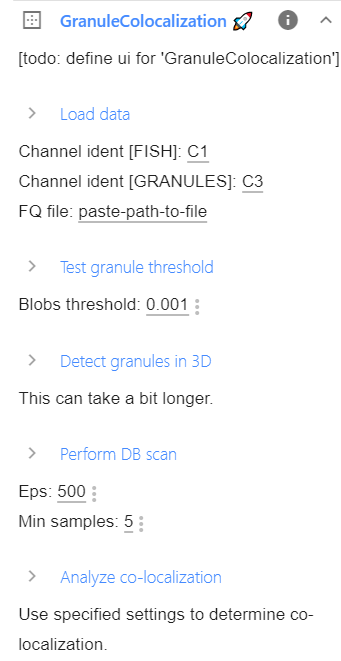 GranuleColocalization 🚀
[todo: define ui for 'GranuleColocalization']
Load data
Channel ident [FISH]: C1
Channel ident [GRANULES]: C3
FQ file: paste-path-to-file
Test granule threshold
Blobs threshold: 0.001
Detect granules in 3D
This can take a bit longer.
Perform DB scan
Eps: 500
Min samples: 5
Analyze co-localization
Use specified settings to determine co-
localization.